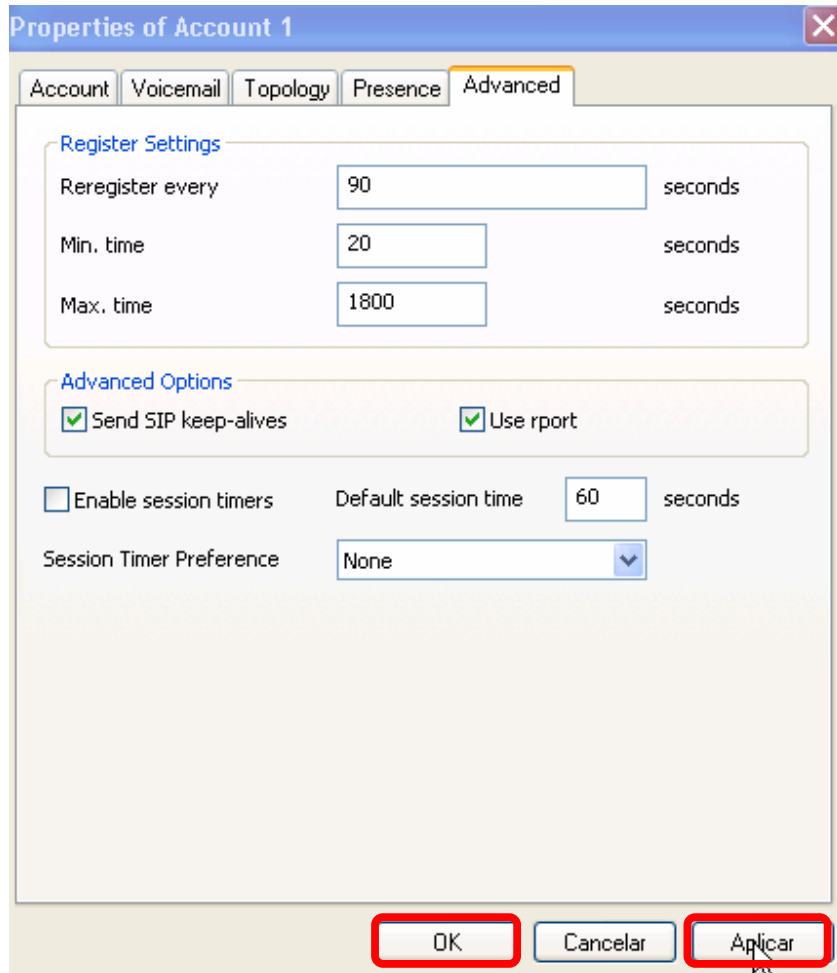 Properties of Account 1
Account Voicemail Topology Presence Advanced
Register Settings
Reregister every 90 seconds
Min. time 20 seconds
Max. time 1800 seconds
Advanced Options
Send SIP keep-alives Use rport
Enable session timers Default session time 60 seconds
Session Timer Preference None
OK Cancelar Aplicar